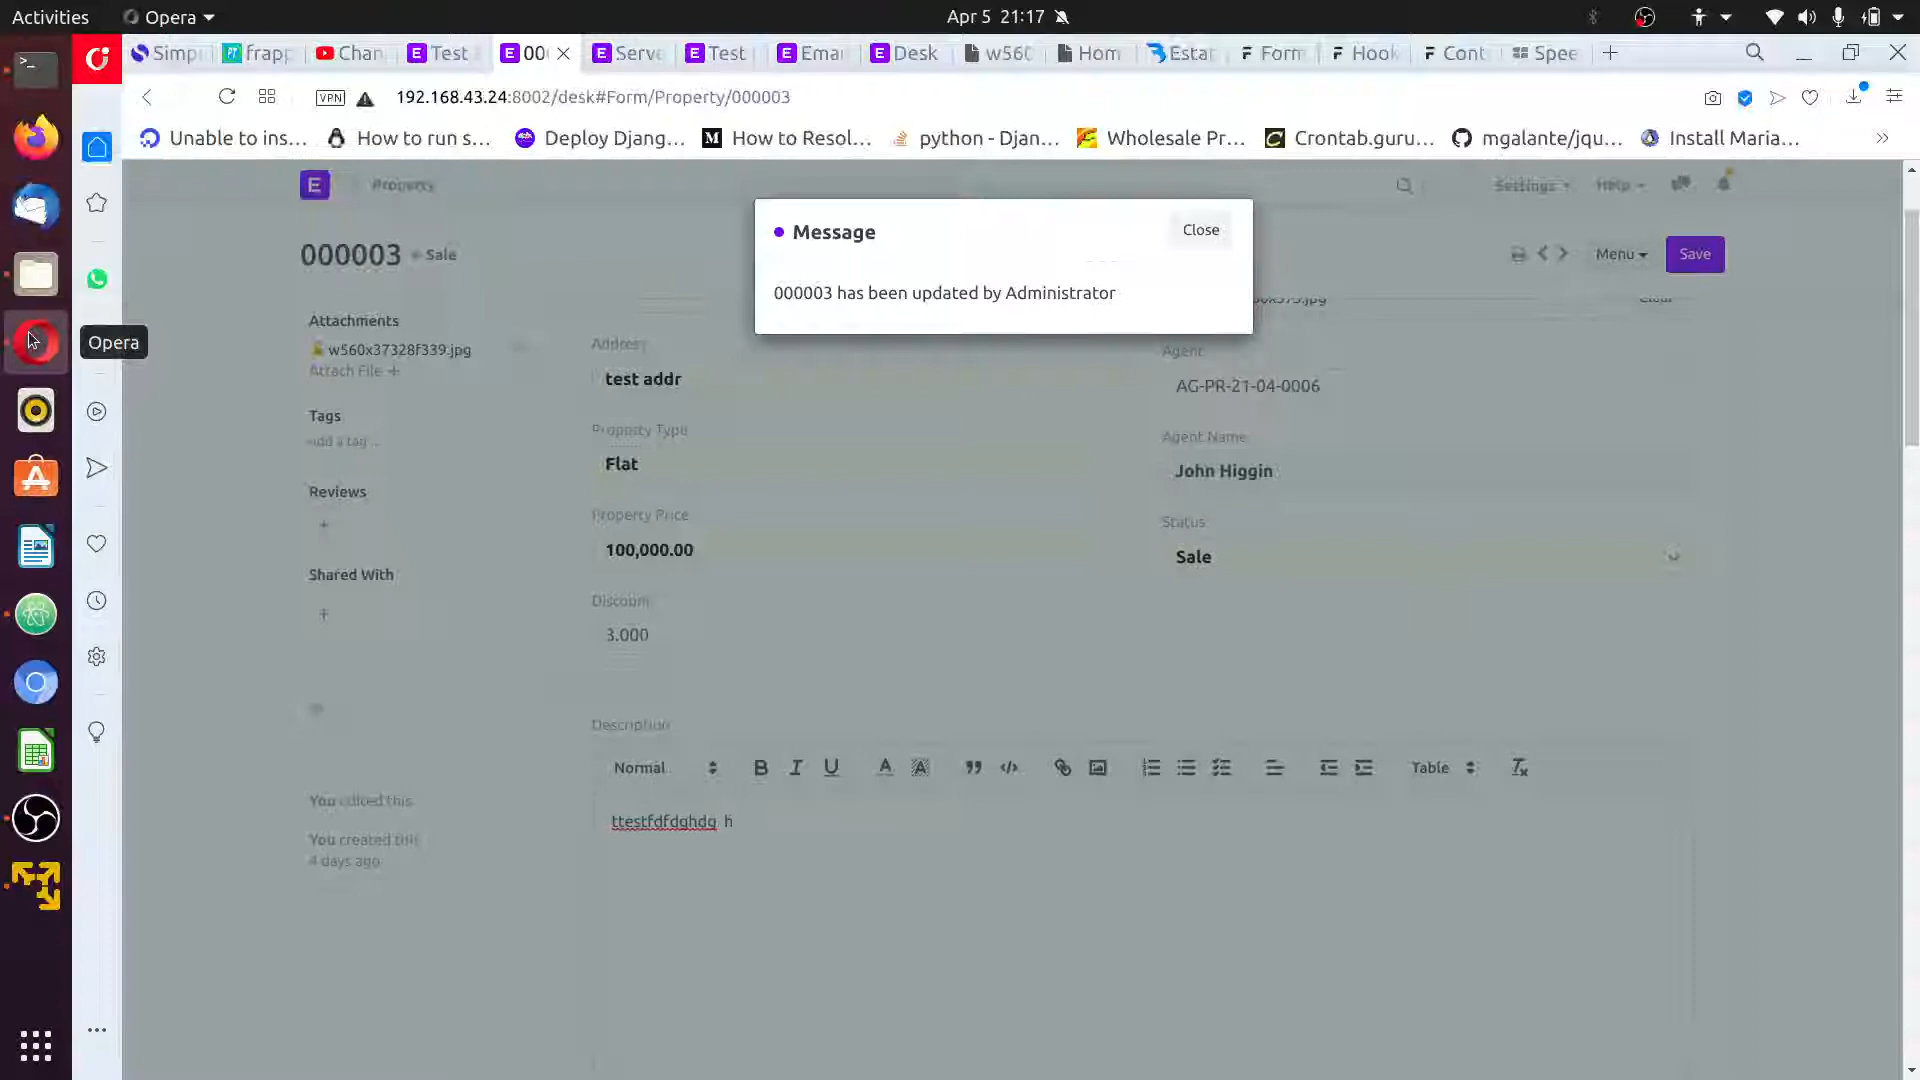 Activities
Opera
Apr 5 21:17
Simpl
frapp
Chan
Test
00
Serve
Test
Emai
Desk
w560
Hom
Estat
Form
Hook
Cont
Spee
VPN
192.168.43.24:8002/desk#Form/Property/000003
Unable to ins...
How to run s...
Deploy Djang...
How to Resol...
python - Djan...
Wholesale Pr...
Crontab.guru...
mgalante/jqu...
Install Maria...
E
Property
Settings
Help
000003
Sale
Menu
Save
Message
Close
000003 has been updated by Administrator
Clear
Attachments
w560x37328f339.jpg
Attach File +
Tags
Add a tag ...
Reviews
+
Shared With
+
Opera
Address
test addr
Property Type
Flat
Property Price
100,000.00
Discount
3.000
Agent
AG-PR-21-04-0006
Agent Name
John Higgin
Status
Sale
Description
Normal
B I U
Table
ttestfdfdghdg h
You edited this
You created this
4 days ago